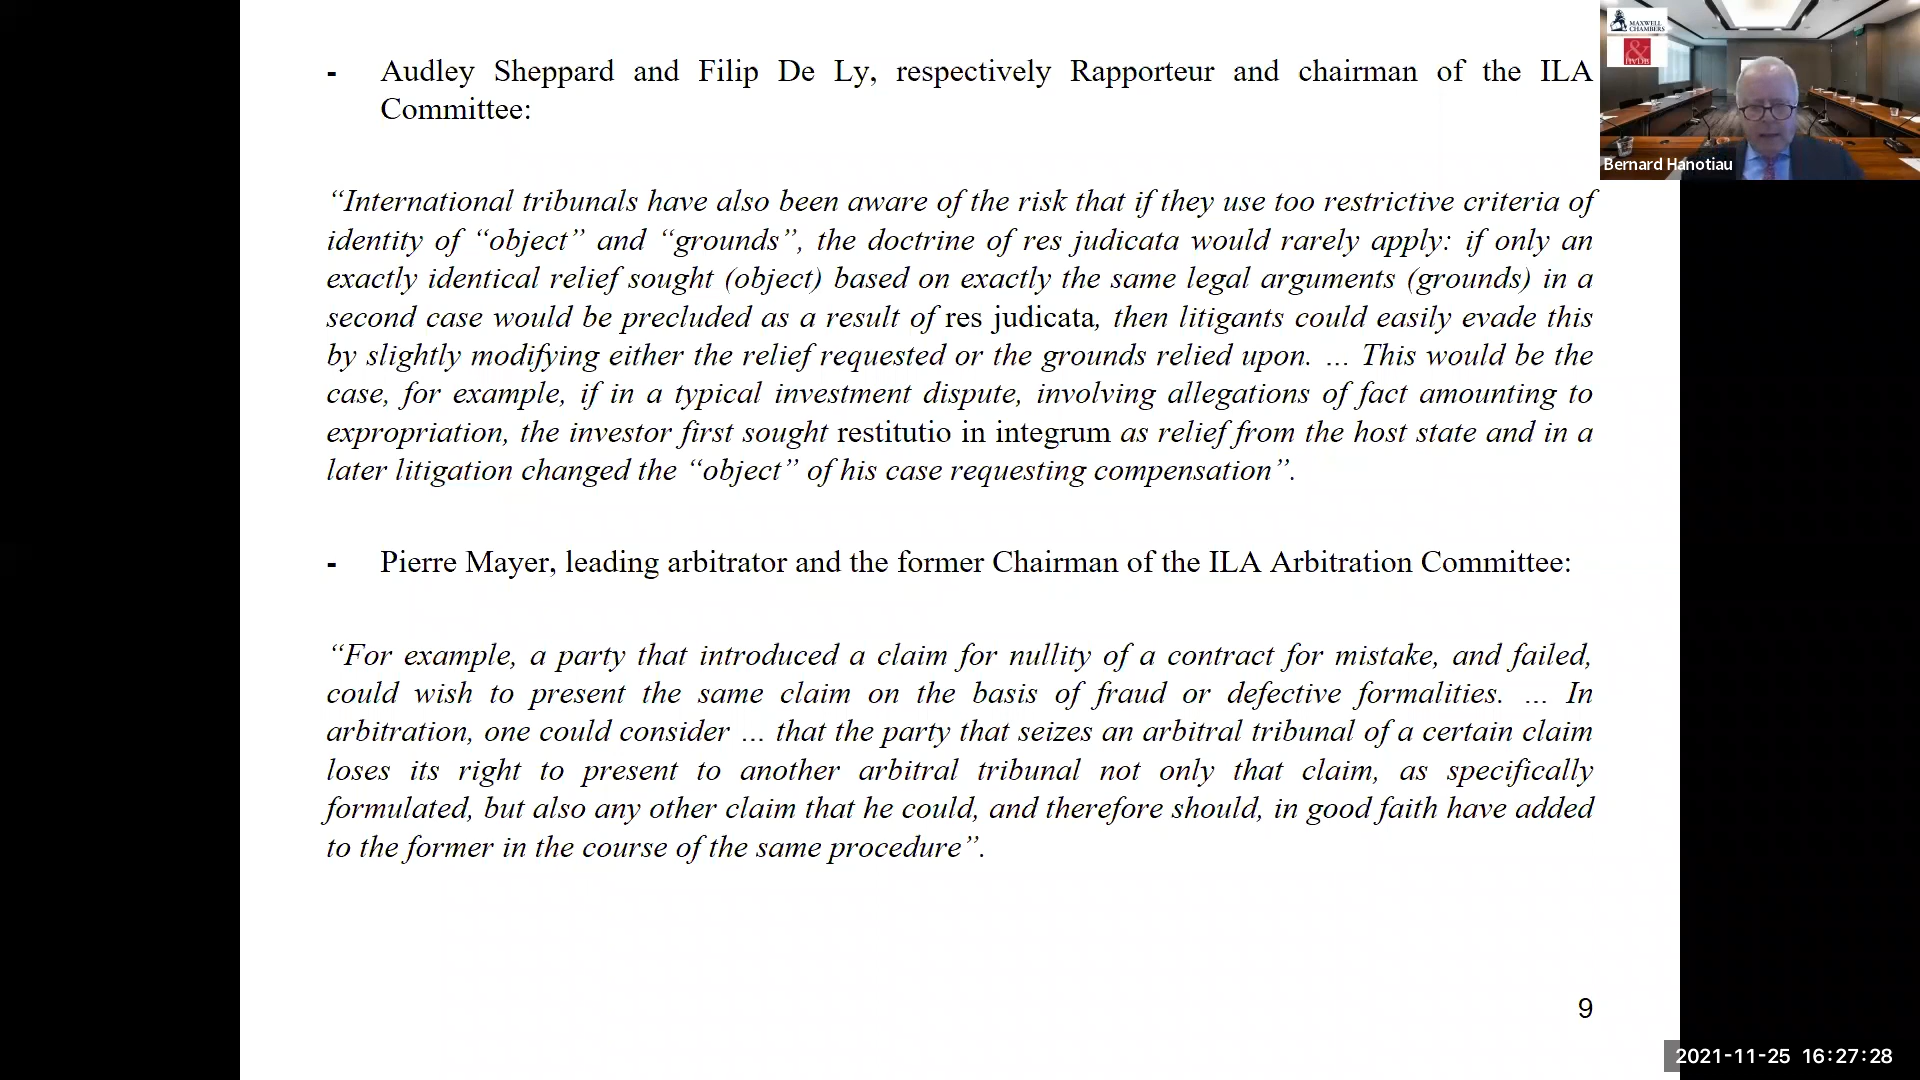 - Audley Sheppard and Filip De Ly, respectively Rapporteur and chairman of the ILA
Committee:
“International tribunals have also been aware of the risk that if they use too restrictive criteria of
identity of “object” and “grounds”, the doctrine of res judicata would rarely apply: if only an
exactly identical relief sought (object) based on exactly the same legal arguments (grounds) in a
second case would be precluded as a result of res judicata, then litigants could easily evade this
by slightly modifying either the relief requested or the grounds relied upon. … This would be the
case, for example, if in a typical investment dispute, involving allegations of fact amounting to
expropriation, the investor first sought restitutio in integrum as relief from the host state and in a
later litigation changed the “object” of his case requesting compensation”.
- Pierre Mayer, leading arbitrator and the former Chairman of the ILA Arbitration Committee:
“For example, a party that introduced a claim for nullity of a contract for mistake, and failed,
could wish to present the same claim on the basis of fraud or defective formalities. … In
arbitration, one could consider … that the party that seizes an arbitral tribunal of a certain claim
loses its right to present to another arbitral tribunal not only that claim, as specifically
formulated, but also any other claim that he could, and therefore should, in good faith have added
to the former in the course of the same procedure”.
9
MAXWELL
CHAMBERS
&
Bernard Hanotiau
2021-11-25 16:27:28